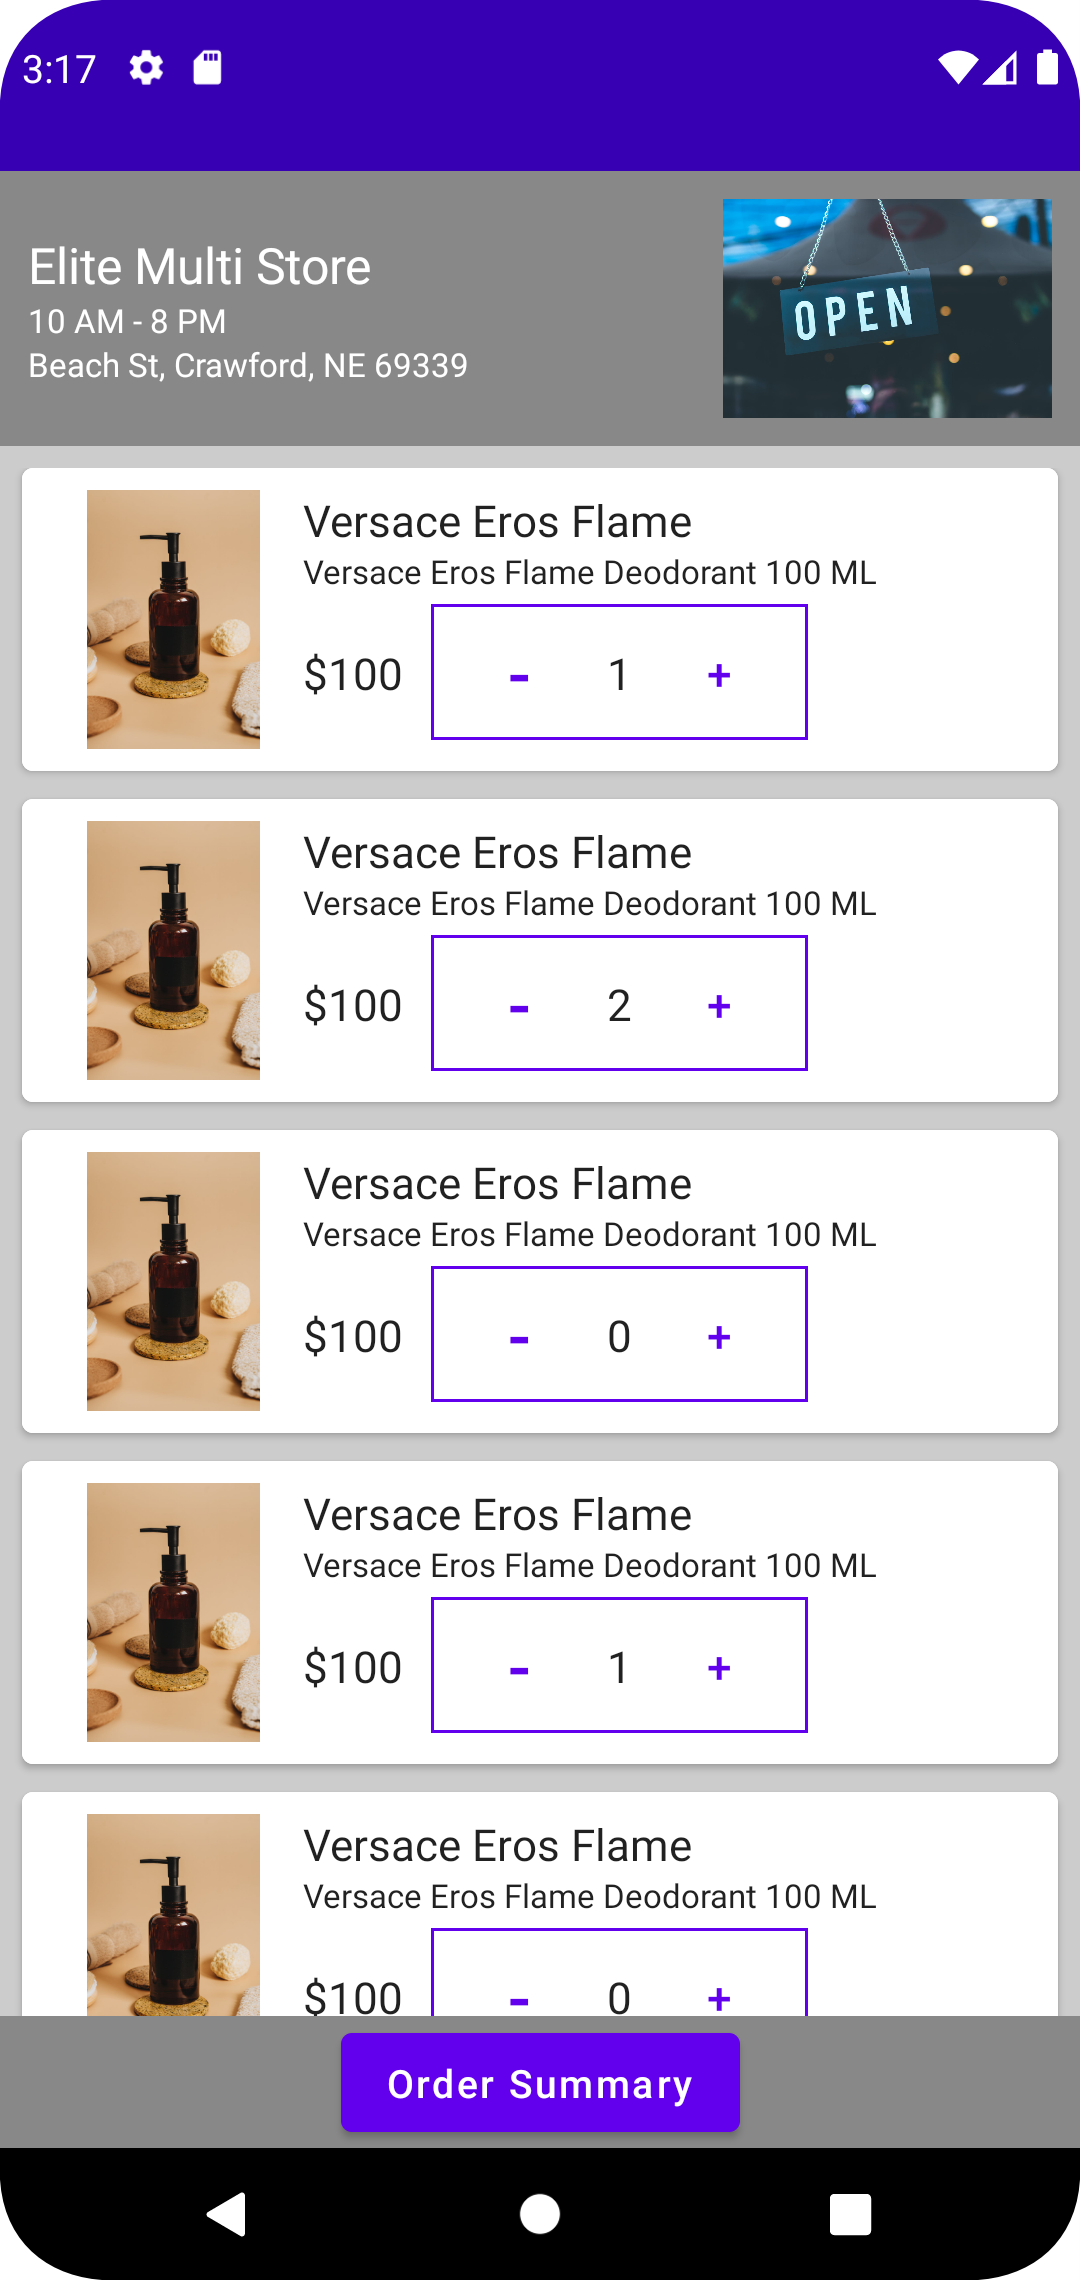 3:17
Elite Multi Store
10 AM - 8 PM
Beach St, Crawford, NE 69339
OPEN
Versace Eros Flame
Versace Eros Flame Deodorant 100 ML
$100 - 1 +
Versace Eros Flame
Versace Eros Flame Deodorant 100 ML
$100 - 2 +
Versace Eros Flame
Versace Eros Flame Deodorant 100 ML
$100 - 0 +
Versace Eros Flame
Versace Eros Flame Deodorant 100 ML
$100 - 1 +
Versace Eros Flame
Versace Eros Flame Deodorant 100 ML
$100 - 0 +
Order Summary